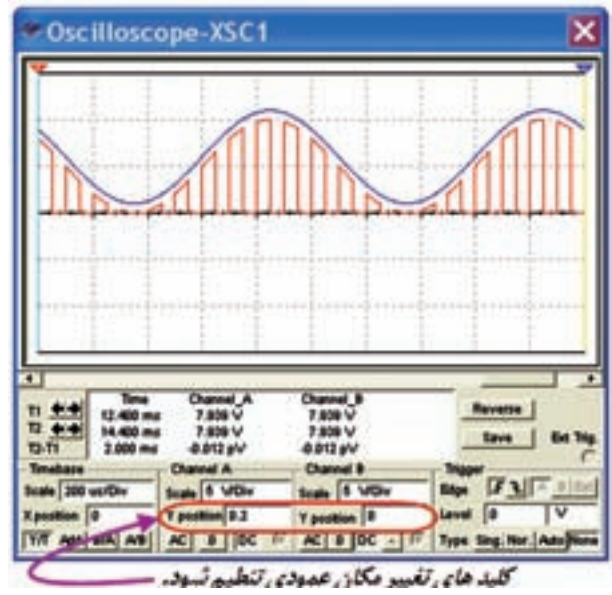 Oscilloscope-XSC1
Time Channel_A Channel_B
T1 12.400 ms 7.939 V 7.939 V
T2 14.400 ms 7.939 V 7.939 V
T2-T1 2.000 ms -0.012 pV -0.012 pV
Reverse
Save
Ext Trig.
Timebase Channel A Channel B Trigger
Scale 200 us/Div Scale 5 V/Div Scale 5 V/Div Edge
X position 0 Y position 0.2 Y position 0 Level 0 V
Y/T Add B/A A/B AC 0 DC AC 0 DC - Type Sing. Nor. Auto None
کلید های تغییر مکان عمودی تنظیم شود.